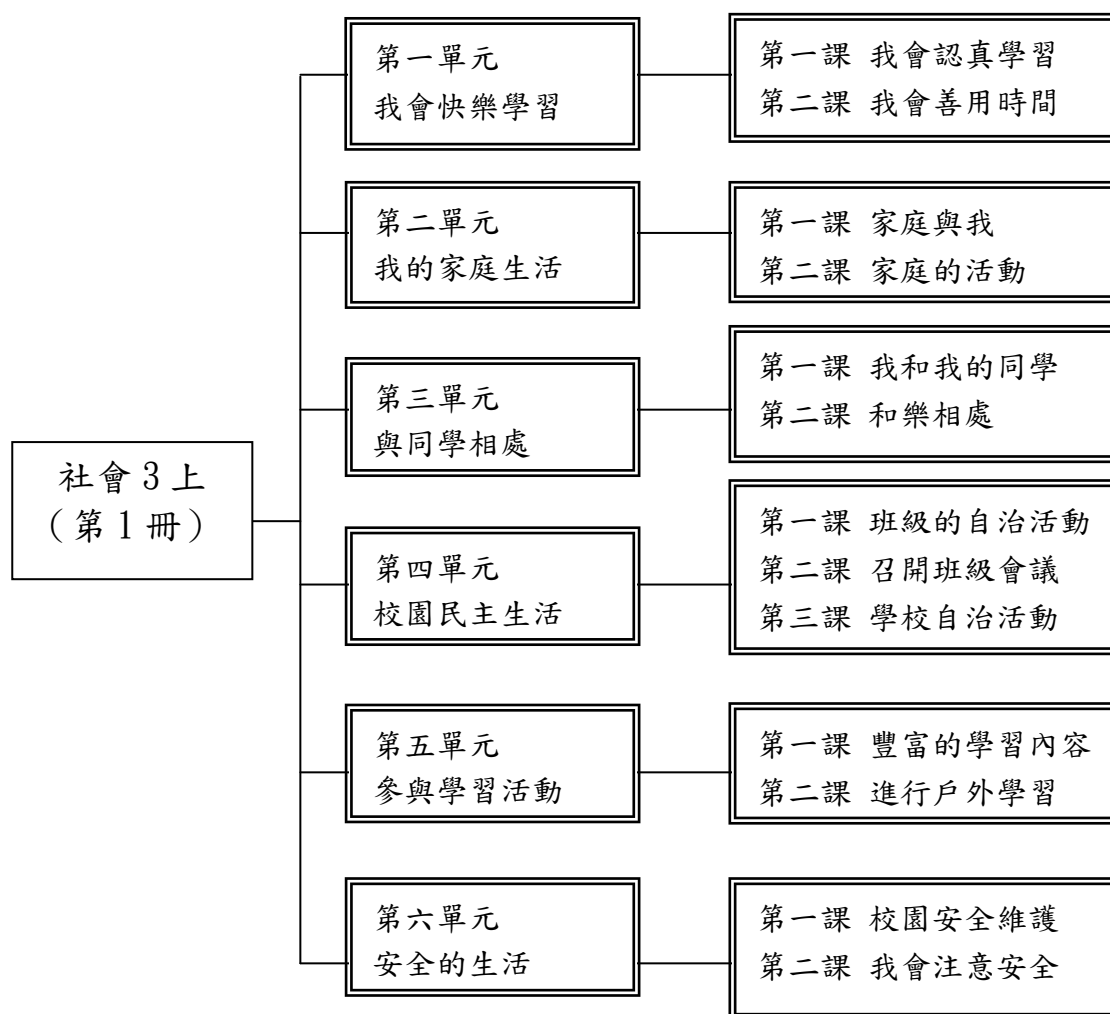 社會3上
（第1冊）
第一單元
我會快樂學習
第一課 我會認真學習
第二課 我會善用時間
第二單元
我的家庭生活
第一課 家庭與我
第二課 家庭的活動
第三單元
與同學相處
第一課 我和我的同學
第二課 和樂相處
第四單元
校園民主生活
第一課 班級的自治活動
第二課 召開班級會議
第三課 學校自治活動
第五單元
參與學習活動
第一課 豐富的學習內容
第二課 進行戶外學習
第六單元
安全的生活
第一課 校園安全維護
第二課 我會注意安全